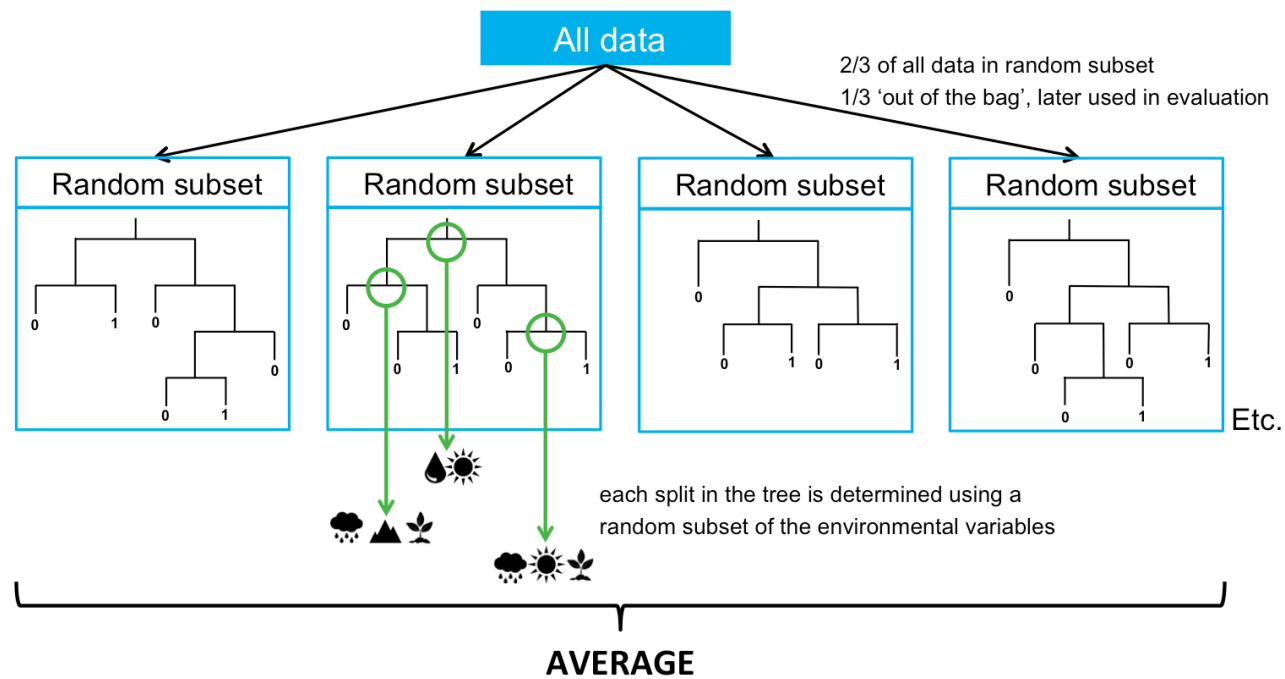 All data
2/3 of all data in random subset
1/3 ‘out of the bag’, later used in evaluation
Random subset
Random subset
Random subset
Random subset
0
1
0
0
0
1
0
0
0
1
0
1
0
0
1
0
1
0
0
0
1
0
1
Etc.
each split in the tree is determined using a
random subset of the environmental variables
AVERAGE